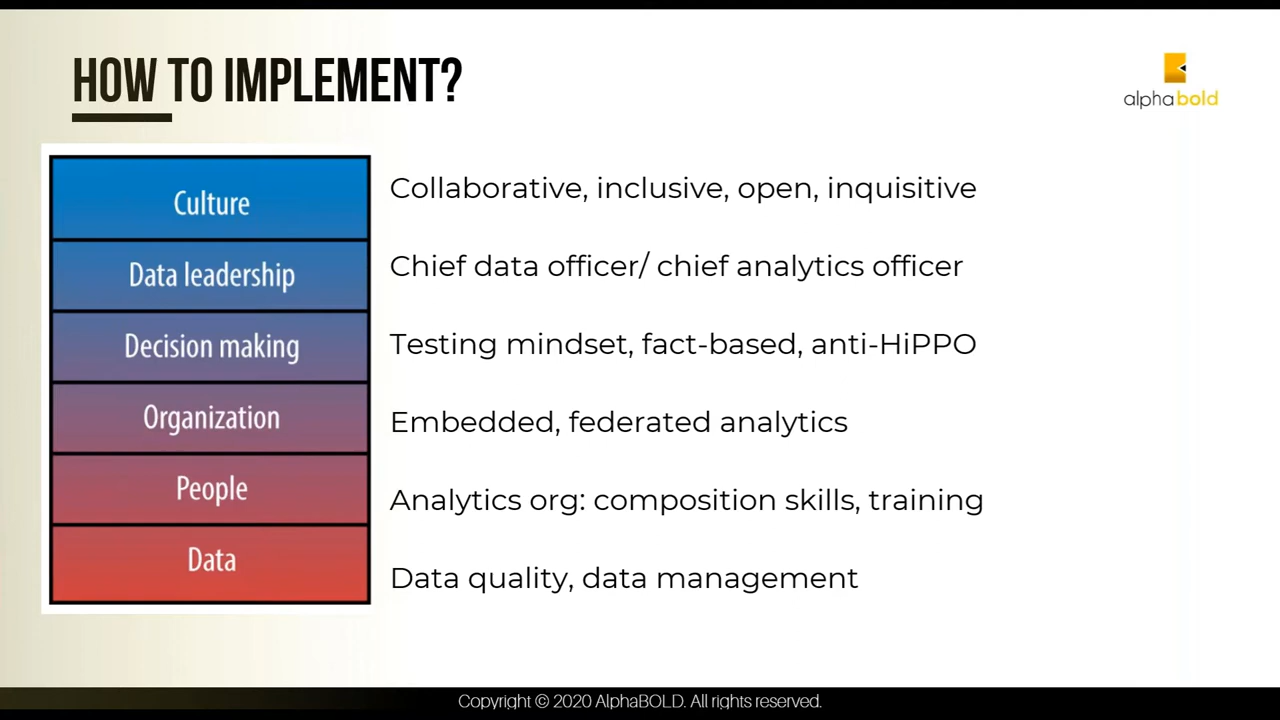 HOW TO IMPLEMENT?
alphabold
Culture
Collaborative, inclusive, open, inquisitive
Data leadership
Chief data officer/ chief analytics officer
Decision making
Testing mindset, fact-based, anti-HiPPO
Organization
Embedded, federated analytics
People
Analytics org: composition skills, training
Data
Data quality, data management
Copyright © 2020 AlphaBOLD. All rights reserved.